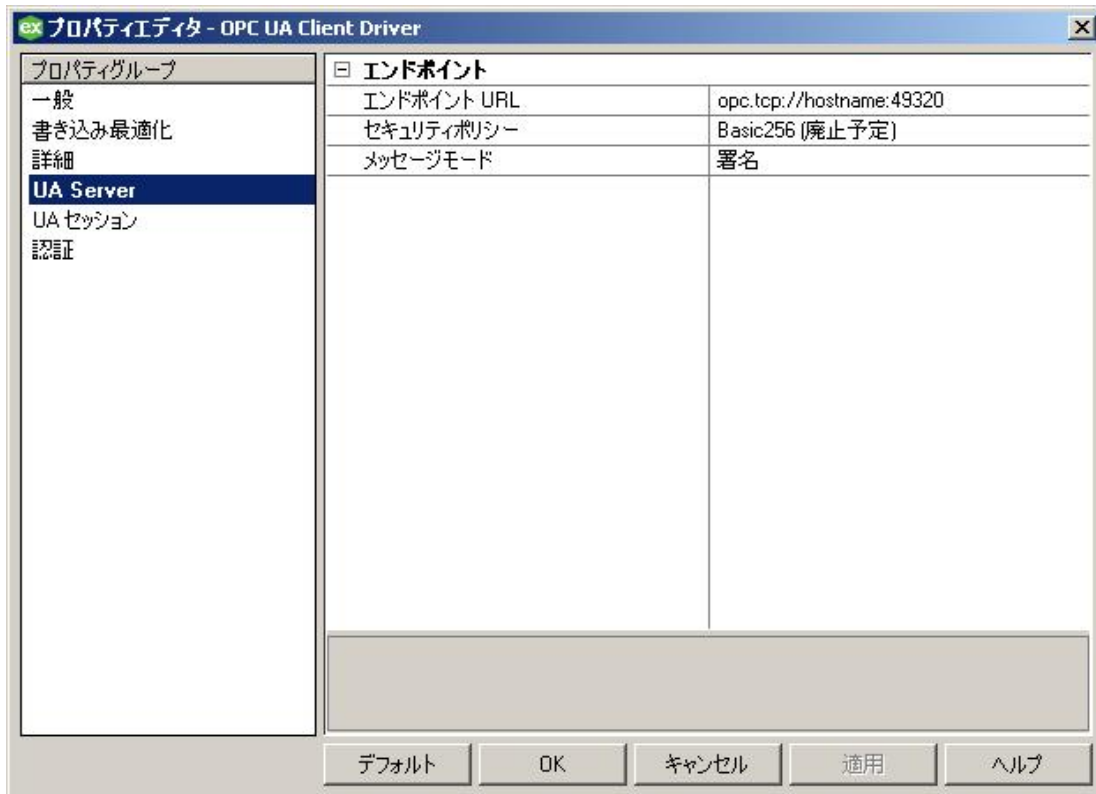 ex プロパティエディタ - OPC UA Client Driver
プロパティグループ
一般
書き込み最適化
詳細
UA Server
UA セッション
認証
エンドポイント
エンドポイント URL opc.tcp://hostname:49320
セキュリティポリシー Basic256 (廃止予定)
メッセージモード 署名
デフォルト OK キャンセル 適用 ヘルプ